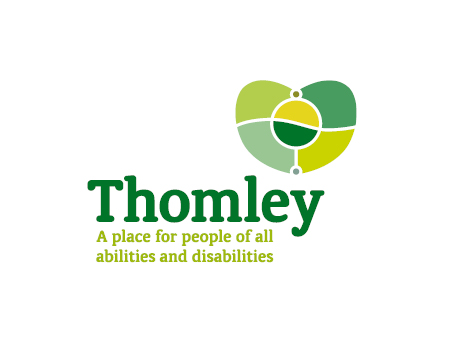 Thomley
A place for people of all
abilities and disabilities